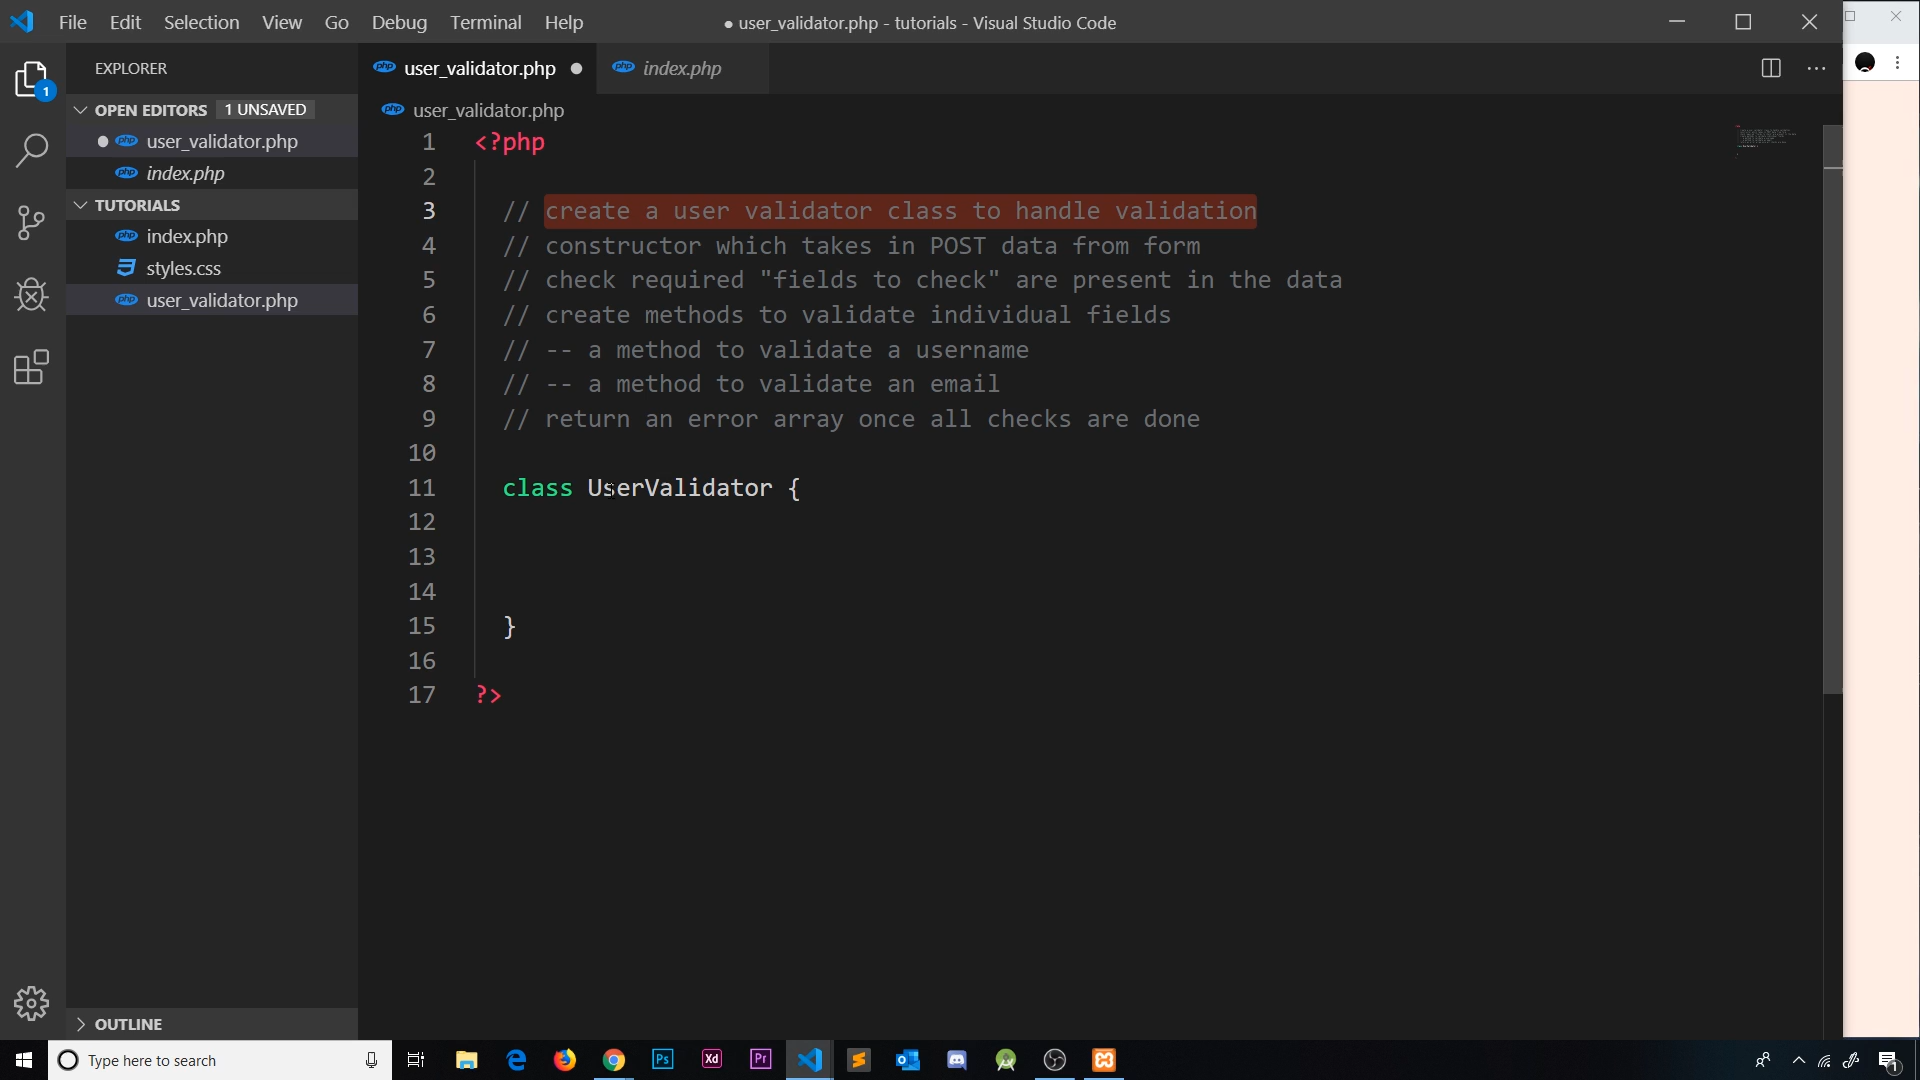 File Edit Selection View Go Debug Terminal Help
● user_validator.php - tutorials - Visual Studio Code
EXPLORER
OPEN EDITORS 1 UNSAVED
user_validator.php
index.php
TUTORIALS
index.php
styles.css
user_validator.php
OUTLINE
1
user_validator.php
index.php
user_validator.php
1 <?php
2
3 // create a user validator class to handle validation
4 // constructor which takes in POST data from form
5 // check required "fields to check" are present in the data
6 // create methods to validate individual fields
7 // -- a method to validate a username
8 // -- a method to validate an email
9 // return an error array once all checks are done
10
11 class UserValidator {
12
13
14
15 }
16
17 ?>
Type here to search
Ps
Xd
Pr
1